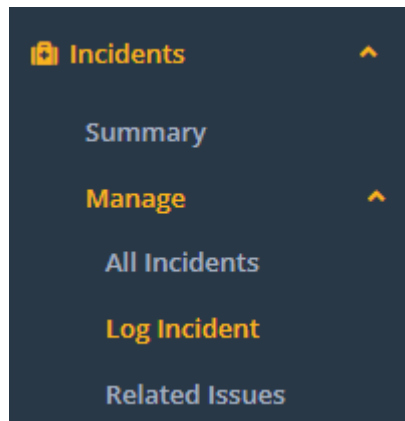 Incidents
Summary
Manage
All Incidents
Log Incident
Related Issues